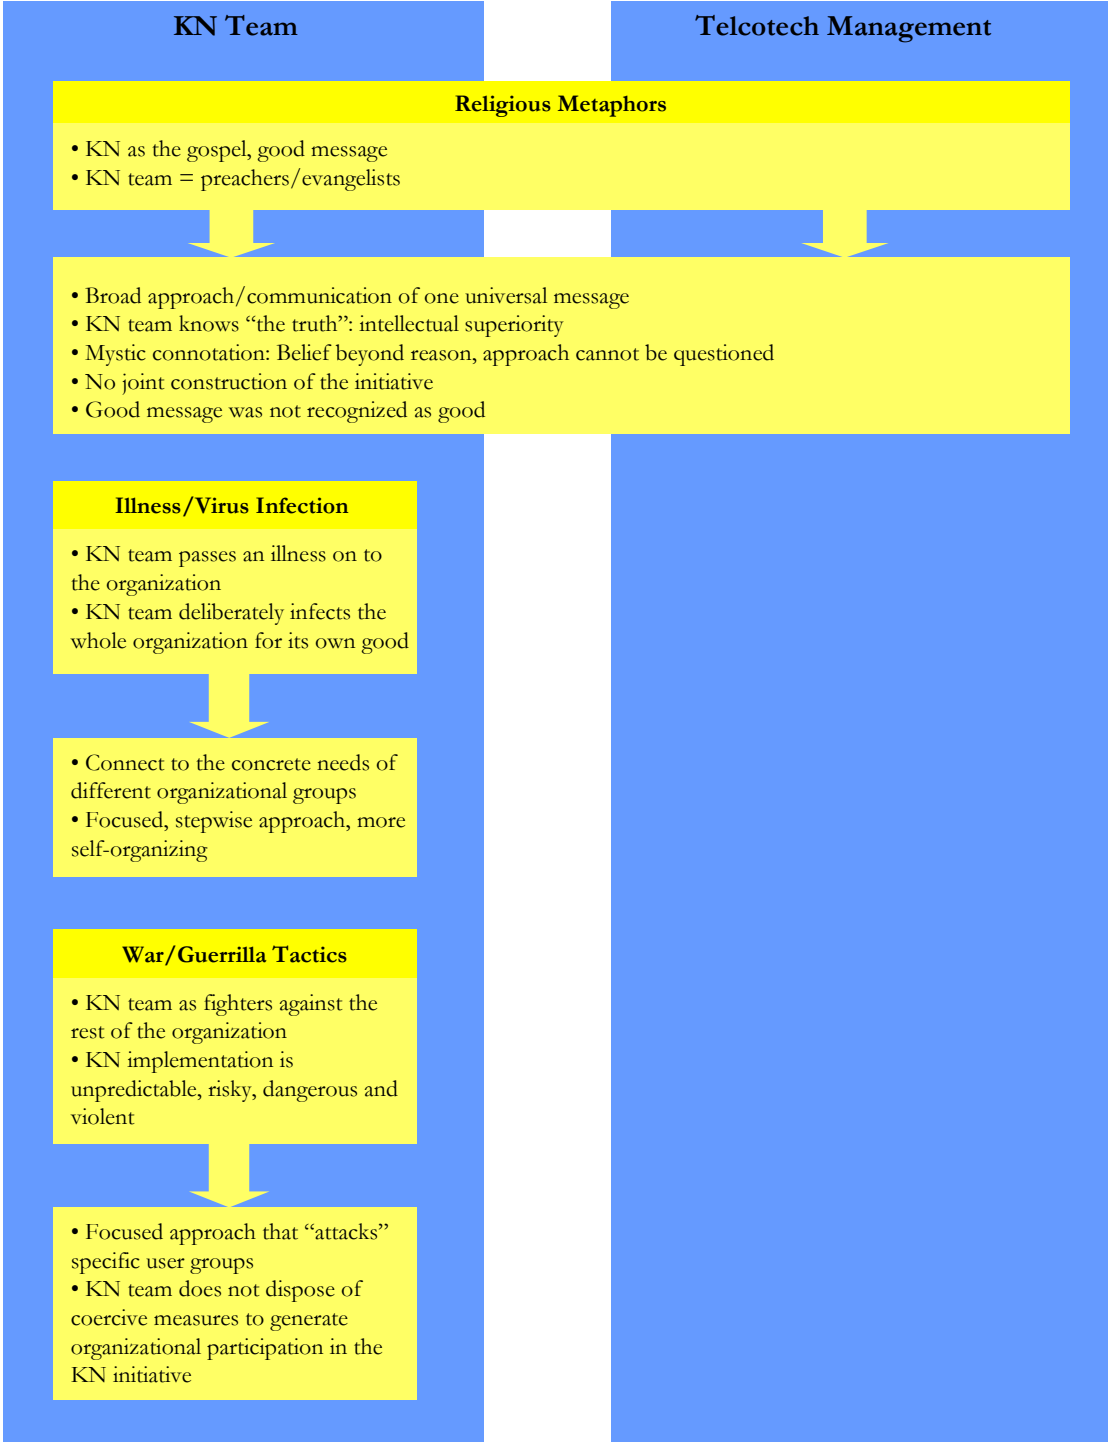 KN Team
Telcotech Management
Religious Metaphors
• KN as the gospel, good message
• KN team = preachers/evangelists
• Broad approach/communication of one universal message
• KN team knows “the truth”: intellectual superiority
• Mystic connotation: Belief beyond reason, approach cannot be questioned
• No joint construction of the initiative
• Good message was not recognized as good
Illness/Virus Infection
• KN team passes an illness on to
the organization
• KN team deliberately infects the
whole organization for its own good
• Connect to the concrete needs of
different organizational groups
• Focused, stepwise approach, more
self-organizing
War/Guerrilla Tactics
• KN team as fighters against the
rest of the organization
• KN implementation is
unpredictable, risky, dangerous and
violent
• Focused approach that “attacks”
specific user groups
• KN team does not dispose of
coercive measures to generate
organizational participation in the
KN initiative